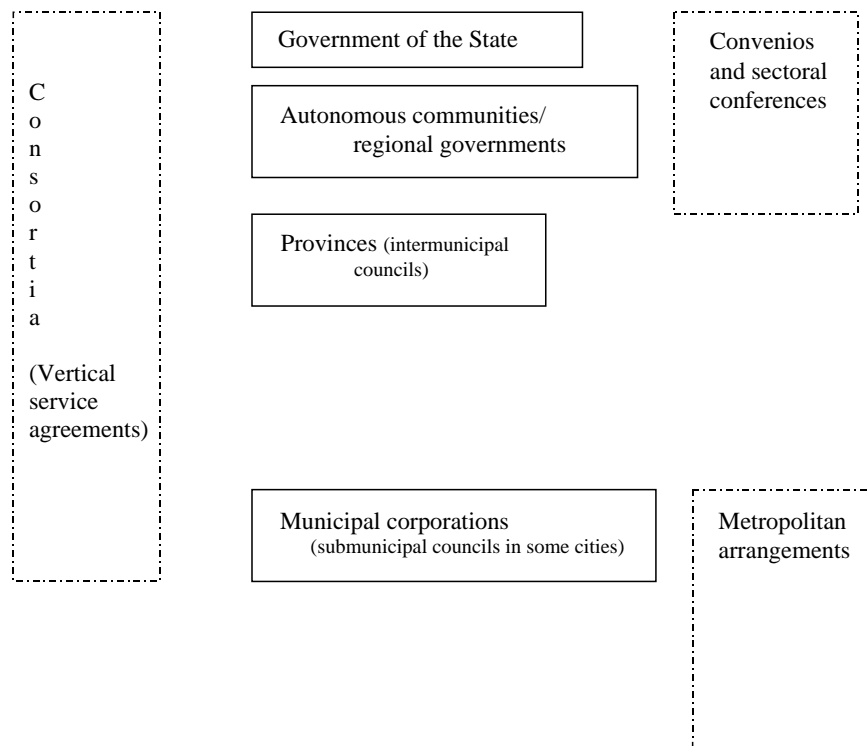 Government of the State
Convenios
and sectoral
conferences
C
o
n
s
o
r
t
i
a
(Vertical
service
agreements)
Autonomous communities/
regional governments
Provinces (intermunicipal
councils)
Municipal corporations
(submunicipal councils in some cities)
Metropolitan
arrangements